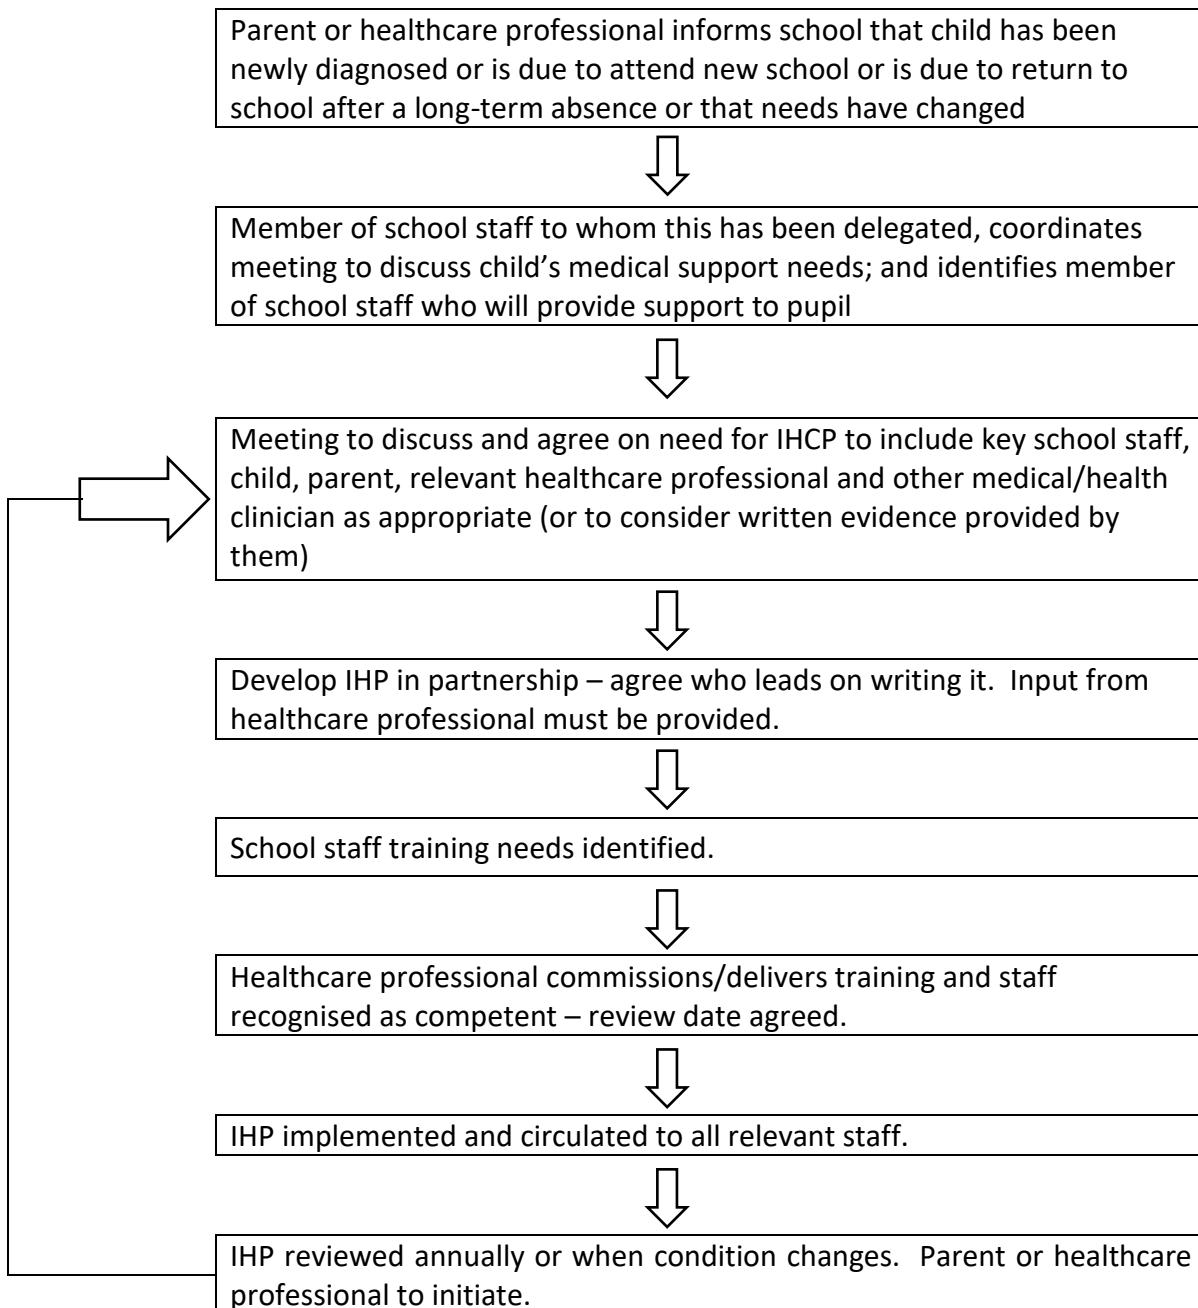 Parent or healthcare professional informs school that child has been
newly diagnosed or is due to attend new school or is due to return to
school after a long-term absence or that needs have changed
Member of school staff to whom this has been delegated, coordinates
meeting to discuss child’s medical support needs; and identifies member
of school staff who will provide support to pupil
Meeting to discuss and agree on need for IHCP to include key school staff,
child, parent, relevant healthcare professional and other medical/health
clinician as appropriate (or to consider written evidence provided by
them)
Develop IHP in partnership – agree who leads on writing it.  Input from
healthcare professional must be provided.
School staff training needs identified.
Healthcare professional commissions/delivers training and staff
recognised as competent – review date agreed.
IHP implemented and circulated to all relevant staff.
IHP reviewed annually or when condition changes.  Parent or healthcare
professional to initiate.